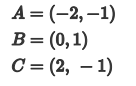 A = (−2, −1)
B = (0, 1)
C = (2, − 1)